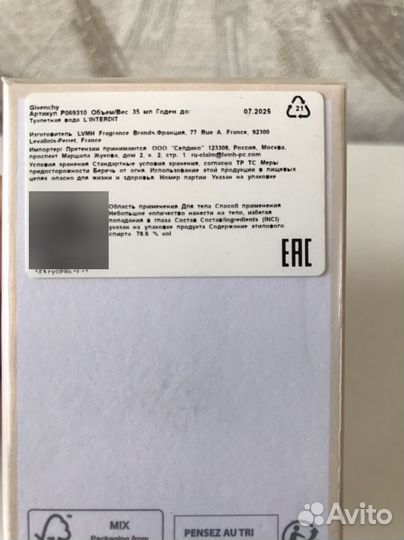 Givenchy
Артикул P069310 Объем/Вес 35 мл Годен до: 07.2025
Туалетная вода L'INTERDIT
21
Изготовитель LVMH Fragrance Brands.Франция, 77 Rue A. France, 92300
Levallois-Perret, France
Импортер/ Претензии принимаются ООО "Селдико" 123308, Россия, Москва,
проспект Маршала Жукова, дом 2, к. 2, стр. 1. ru-claim@lvmh-pc.com
Условия хранения Стандартные условия хранения, согласно ТР ТС Меры
предосторожности Беречь от огня. Использование этой продукции в пищевых
целях опасно для жизни и здоровья. Номер партии Указан на упаковке
Область применения Для тела Способ применения
Небольшое количество нанести на тело, избегая
попадания в глаза Состав Состав/Ingredients (INCI)
указан на упаковке продукта Содержание этилового
спирта 78.6 % vol
EAC
MIX
Packaging from
PENSEZ AU TRI
FSC
Avito